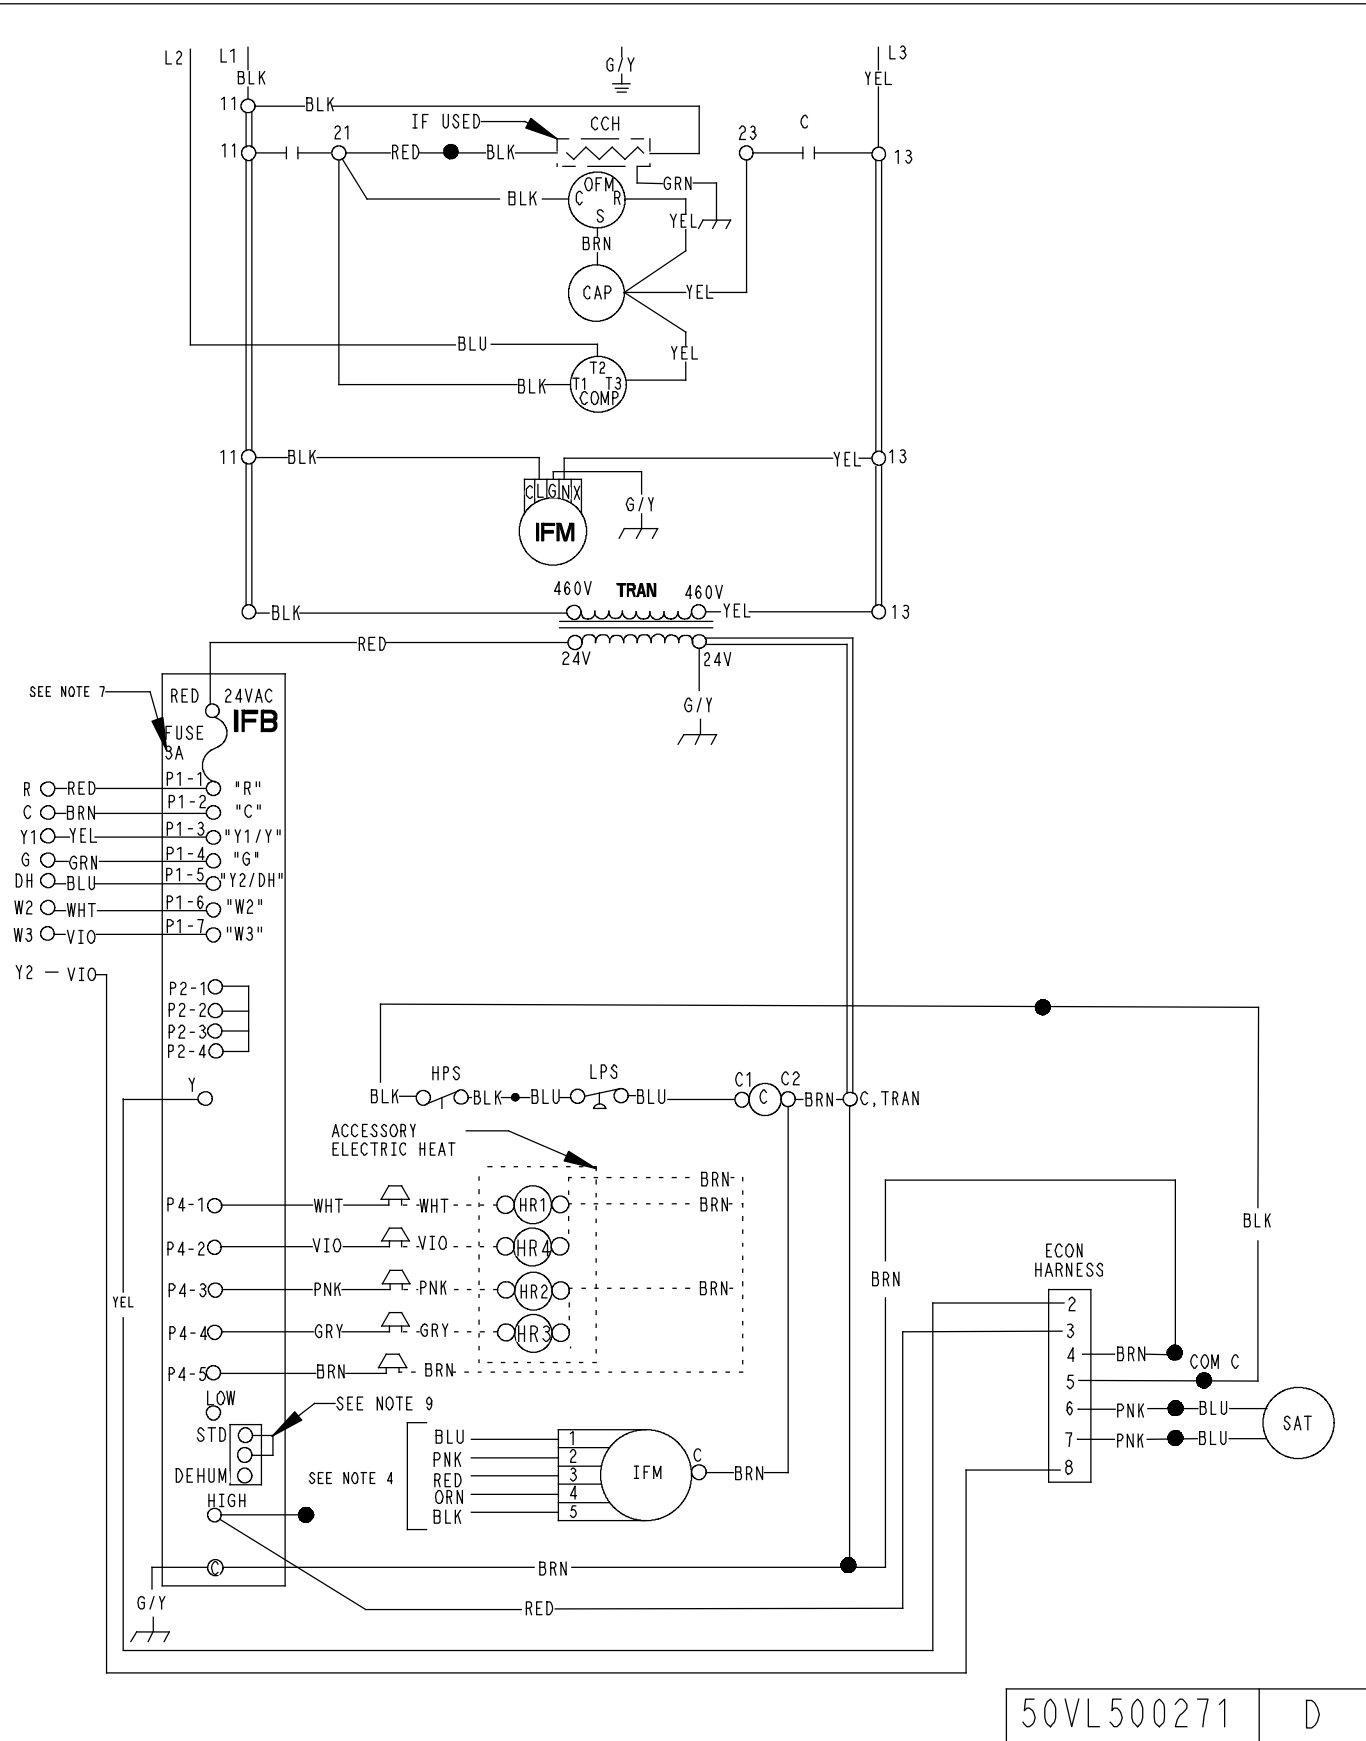 L2
L1
BLK
G/Y
L3
YEL
11
BLK
IF USED
CCH
C
11
21
RED
BLK
23
13
GRN
BLK
C
OFM
R
S
YEL
BRN
CAP
YEL
BLU
YEL
T2
BLK
T1 T3
COMP
11
BLK
YEL
13
C L G N X
G/Y
IFM
460V
TRAN
460V
BLK
YEL
13
RED
24V
24V
SEE NOTE 7
RED
24VAC
IFB
G/Y
FUSE
3A
R RED P1-1 "R"
C BRN P1-2 "C"
Y1 YEL P1-3 "Y1/Y"
G GRN P1-4 "G"
DH BLU P1-5 "Y2/DH"
W2 WHT P1-6 "W2"
W3 VIO P1-7 "W3"
Y2 — VIO
P2-1
P2-2
P2-3
P2-4
Y
HPS
LPS
C1
C2
BLK
BLK
BLU
BLU
C
BRN
C,TRAN
ACCESSORY
ELECTRIC HEAT
BRN
P4-1 WHT WHT HR1 BRN
P4-2 VIO VIO HR4
P4-3 PNK PNK HR2 BRN
P4-4 GRY GRY HR3
P4-5 BRN BRN
YEL
BLK
BRN
ECON
HARNESS
2
3
4 BRN
COM C
5
6 PNK BLU
7 PNK BLU
8
SAT
LOW
SEE NOTE 9
STD
DEHUM
HIGH
SEE NOTE 4
BLU 1
PNK 2
RED 3
ORN 4
BLK 5
IFM
C
BRN
C
BRN
G/Y
RED
50VL500271
D